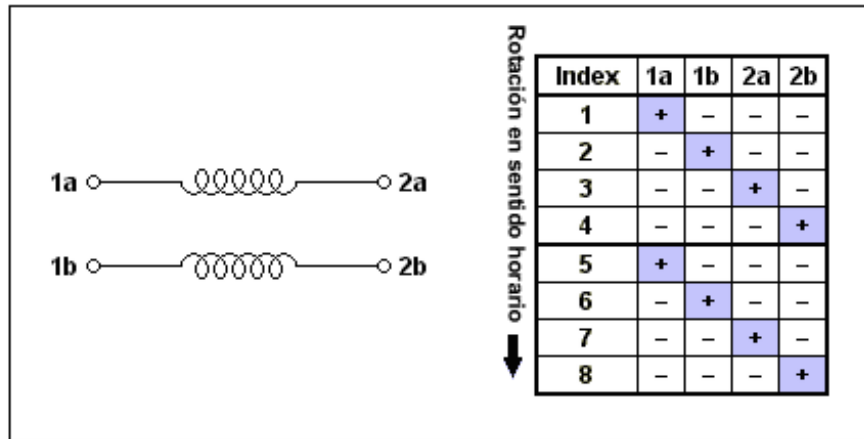 1a 2a
1b 2b
Rotación en sentido horario
Index 1a 1b 2a 2b
1 + – – –
2 – + – –
3 – – + –
4 – – – +
5 + – – –
6 – + – –
7 – – + –
8 – – – +